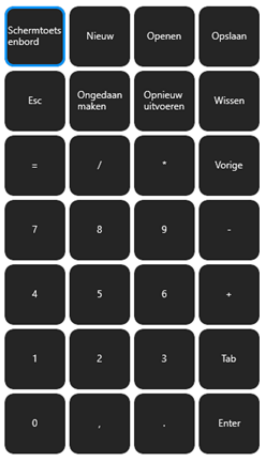 Schermtoets
enbord
Nieuw
Openen
Opslaan
Esc
Ongedaan
maken
Opnieuw
uitvoeren
Wissen
=
/
*
Vorige
7
8
9
-
4
5
6
+
1
2
3
Tab
0
,
.
Enter